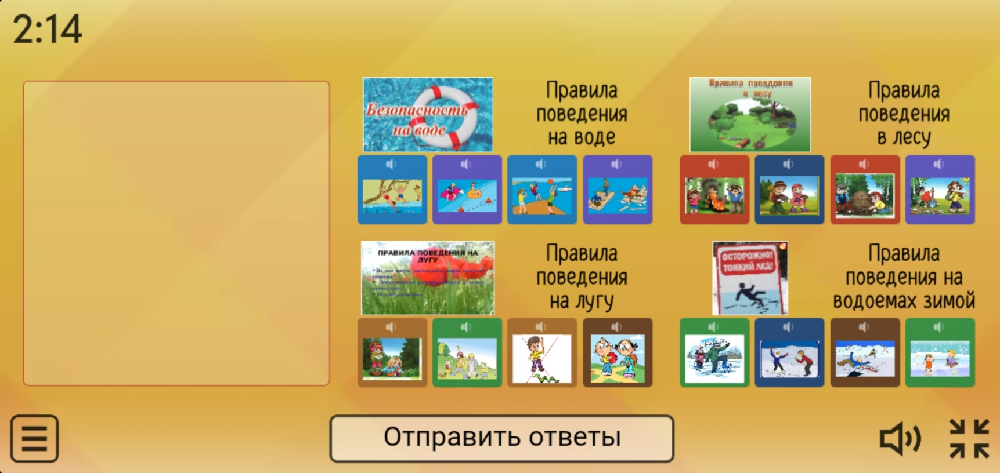 2:14
Безопасность
на воде
Правила
поведения
на воде
Правила поведения
в лесу
Правила
поведения
в лесу
ПРАВИЛА ПОВЕДЕНИЯ НА
ЛУГУ
Правила
поведения
на лугу
ОСТОРОЖНО!
ТОНКИЙ ЛЕД!
Правила
поведения на
водоемах зимой
Отправить ответы